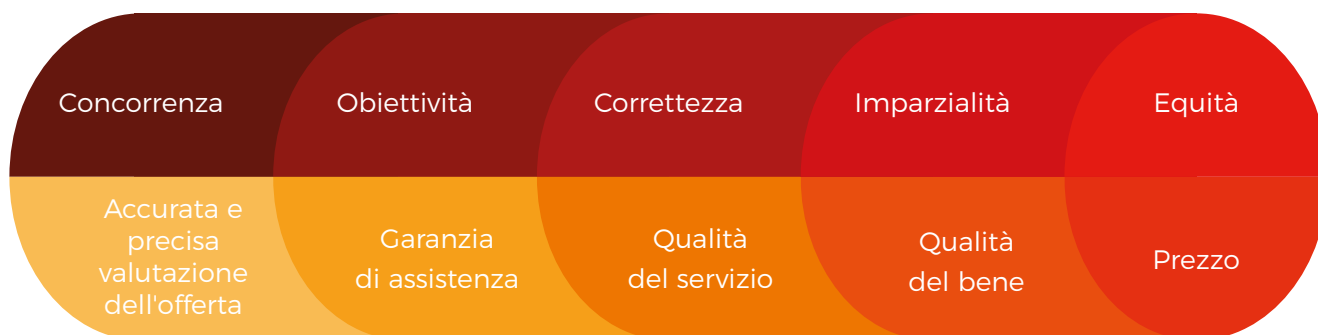 Concorrenza
Obiettività
Correttezza
Imparzialità
Equità
Accurata e
precisa
valutazione
dell'offerta
Garanzia
di assistenza
Qualità
del servizio
Qualità
del bene
Prezzo